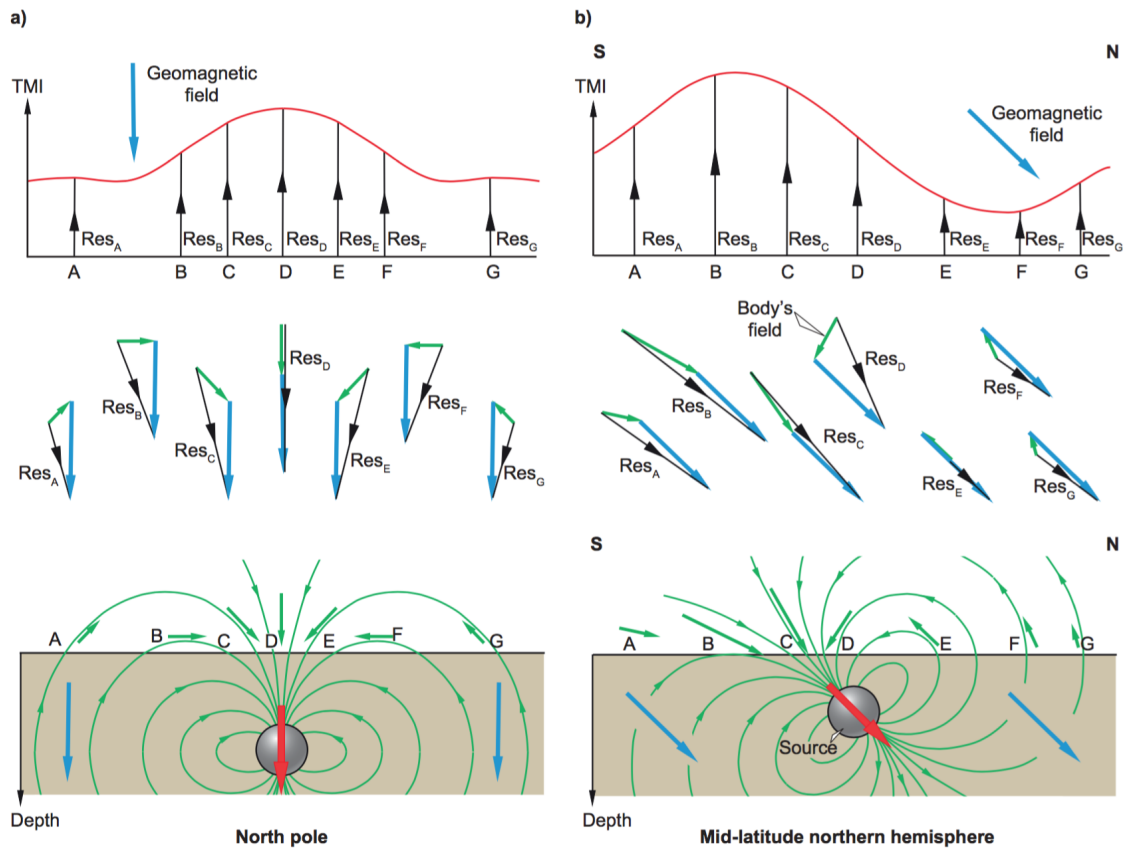 a)
TMI
Geomagnetic
field
Res_A
Res_B
Res_C
Res_D
Res_E
Res_F
Res_G
A
B
C
D
E
F
G
Res_D
Res_B
Res_F
Res_C
Res_E
Res_A
Res_G
A
B
C
D
E
F
G
Depth
North pole
b)
S
N
TMI
Geomagnetic
field
Res_A
Res_B
Res_C
Res_D
Res_E
Res_F
Res_G
A
B
C
D
E
F
G
Body's
field
Res_D
Res_F
Res_B
Res_C
Res_A
Res_E
Res_G
S
N
A
B
C
D
E
F
G
Source
Depth
Mid-latitude northern hemisphere